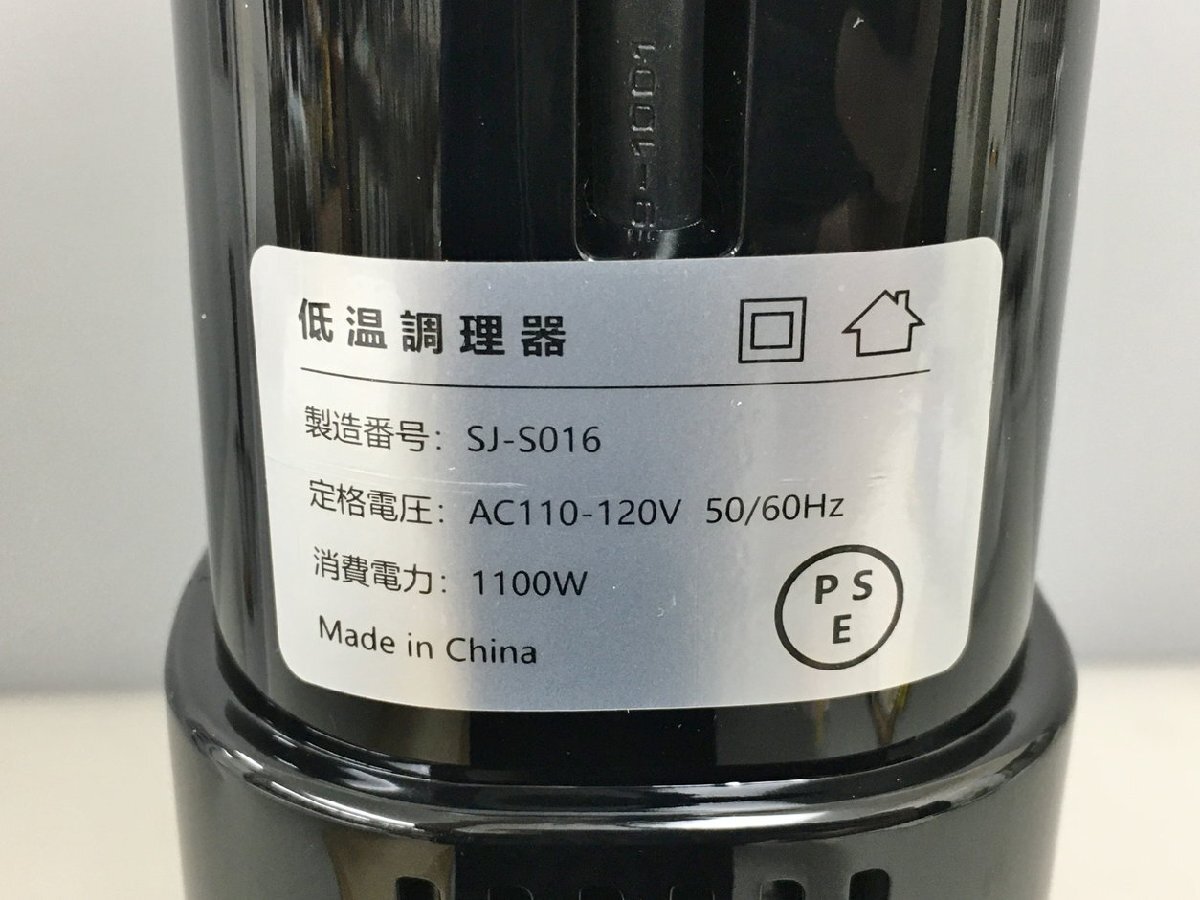 低温調理器
製造番号: SJ-S016
定格電圧: AC110-120V 50/60Hz
消費電力: 1100W
Made in China
P S
E